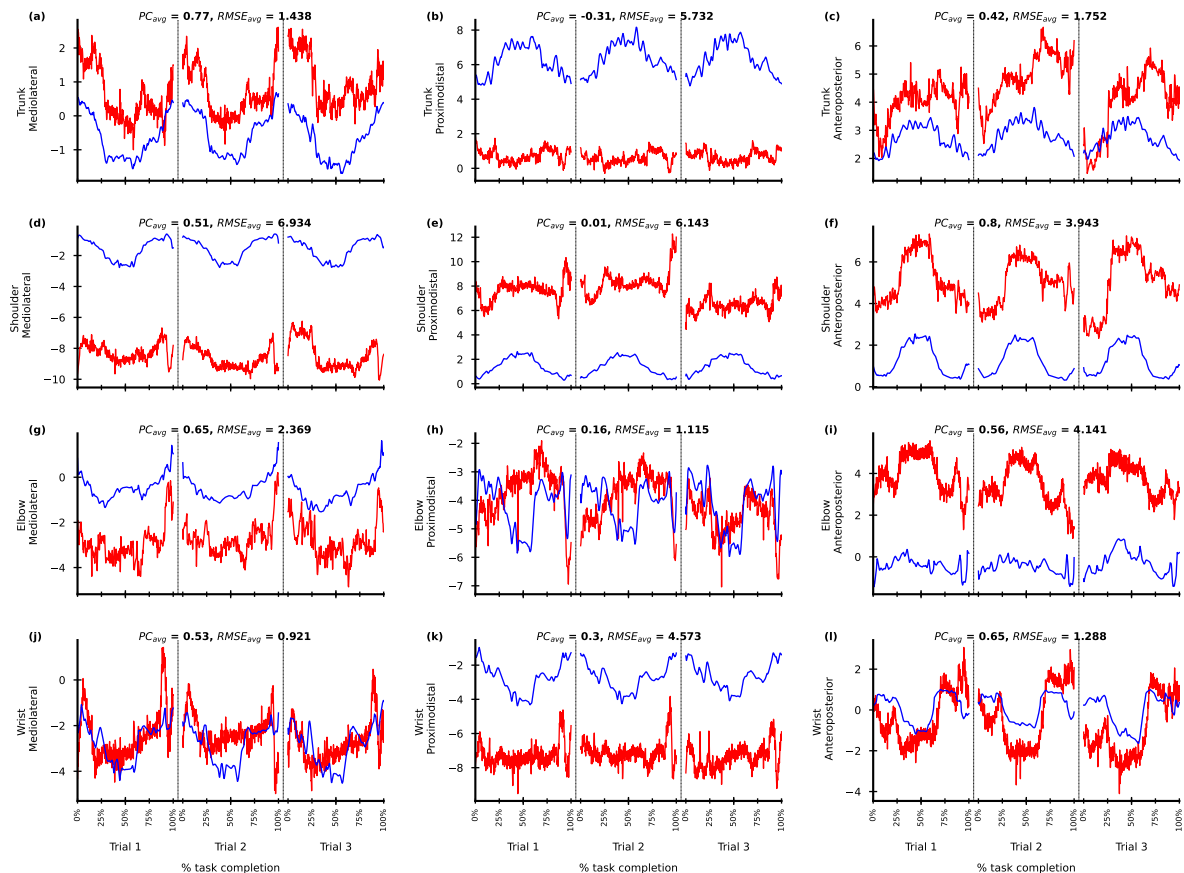 (a) PC_avg = 0.77, RMSE_avg = 1.438
(b) PC_avg = -0.31, RMSE_avg = 5.732
(c) PC_avg = 0.42, RMSE_avg = 1.752
Trunk
Mediolateral
2
1
0
−1
Trunk
Proximodistal
8
6
4
2
0
Trunk
Anteroposterior
6
5
4
3
2
(d) PC_avg = 0.51, RMSE_avg = 6.934
(e) PC_avg = 0.01, RMSE_avg = 6.143
(f) PC_avg = 0.8, RMSE_avg = 3.943
Shoulder
Mediolateral
−2
−4
−6
−8
−10
Shoulder
Proximodistal
12
10
8
6
4
2
0
Shoulder
Anteroposterior
6
4
2
0
(g) PC_avg = 0.65, RMSE_avg = 2.369
(h) PC_avg = 0.16, RMSE_avg = 1.115
(i) PC_avg = 0.56, RMSE_avg = 4.141
Elbow
Mediolateral
0
−2
−4
Elbow
Proximodistal
−2
−3
−4
−5
−6
−7
Elbow
Anteroposterior
4
2
0
(j) PC_avg = 0.53, RMSE_avg = 0.921
(k) PC_avg = 0.3, RMSE_avg = 4.573
(l) PC_avg = 0.65, RMSE_avg = 1.288
Wrist
Mediolateral
0
−2
−4
Wrist
Proximodistal
−2
−4
−6
−8
Wrist
Anteroposterior
2
0
−2
−4
0% 25% 50% 75% 100% 25% 50% 75% 100% 0% 25% 50% 75% 100%
0% 25% 50% 75% 100% 25% 50% 75% 100% 0% 25% 50% 75% 100%
0% 25% 50% 75% 100% 25% 50% 75% 100% 0% 25% 50% 75% 100%
Trial 1 Trial 2 Trial 3
Trial 1 Trial 2 Trial 3
Trial 1 Trial 2 Trial 3
% task completion
% task completion
% task completion